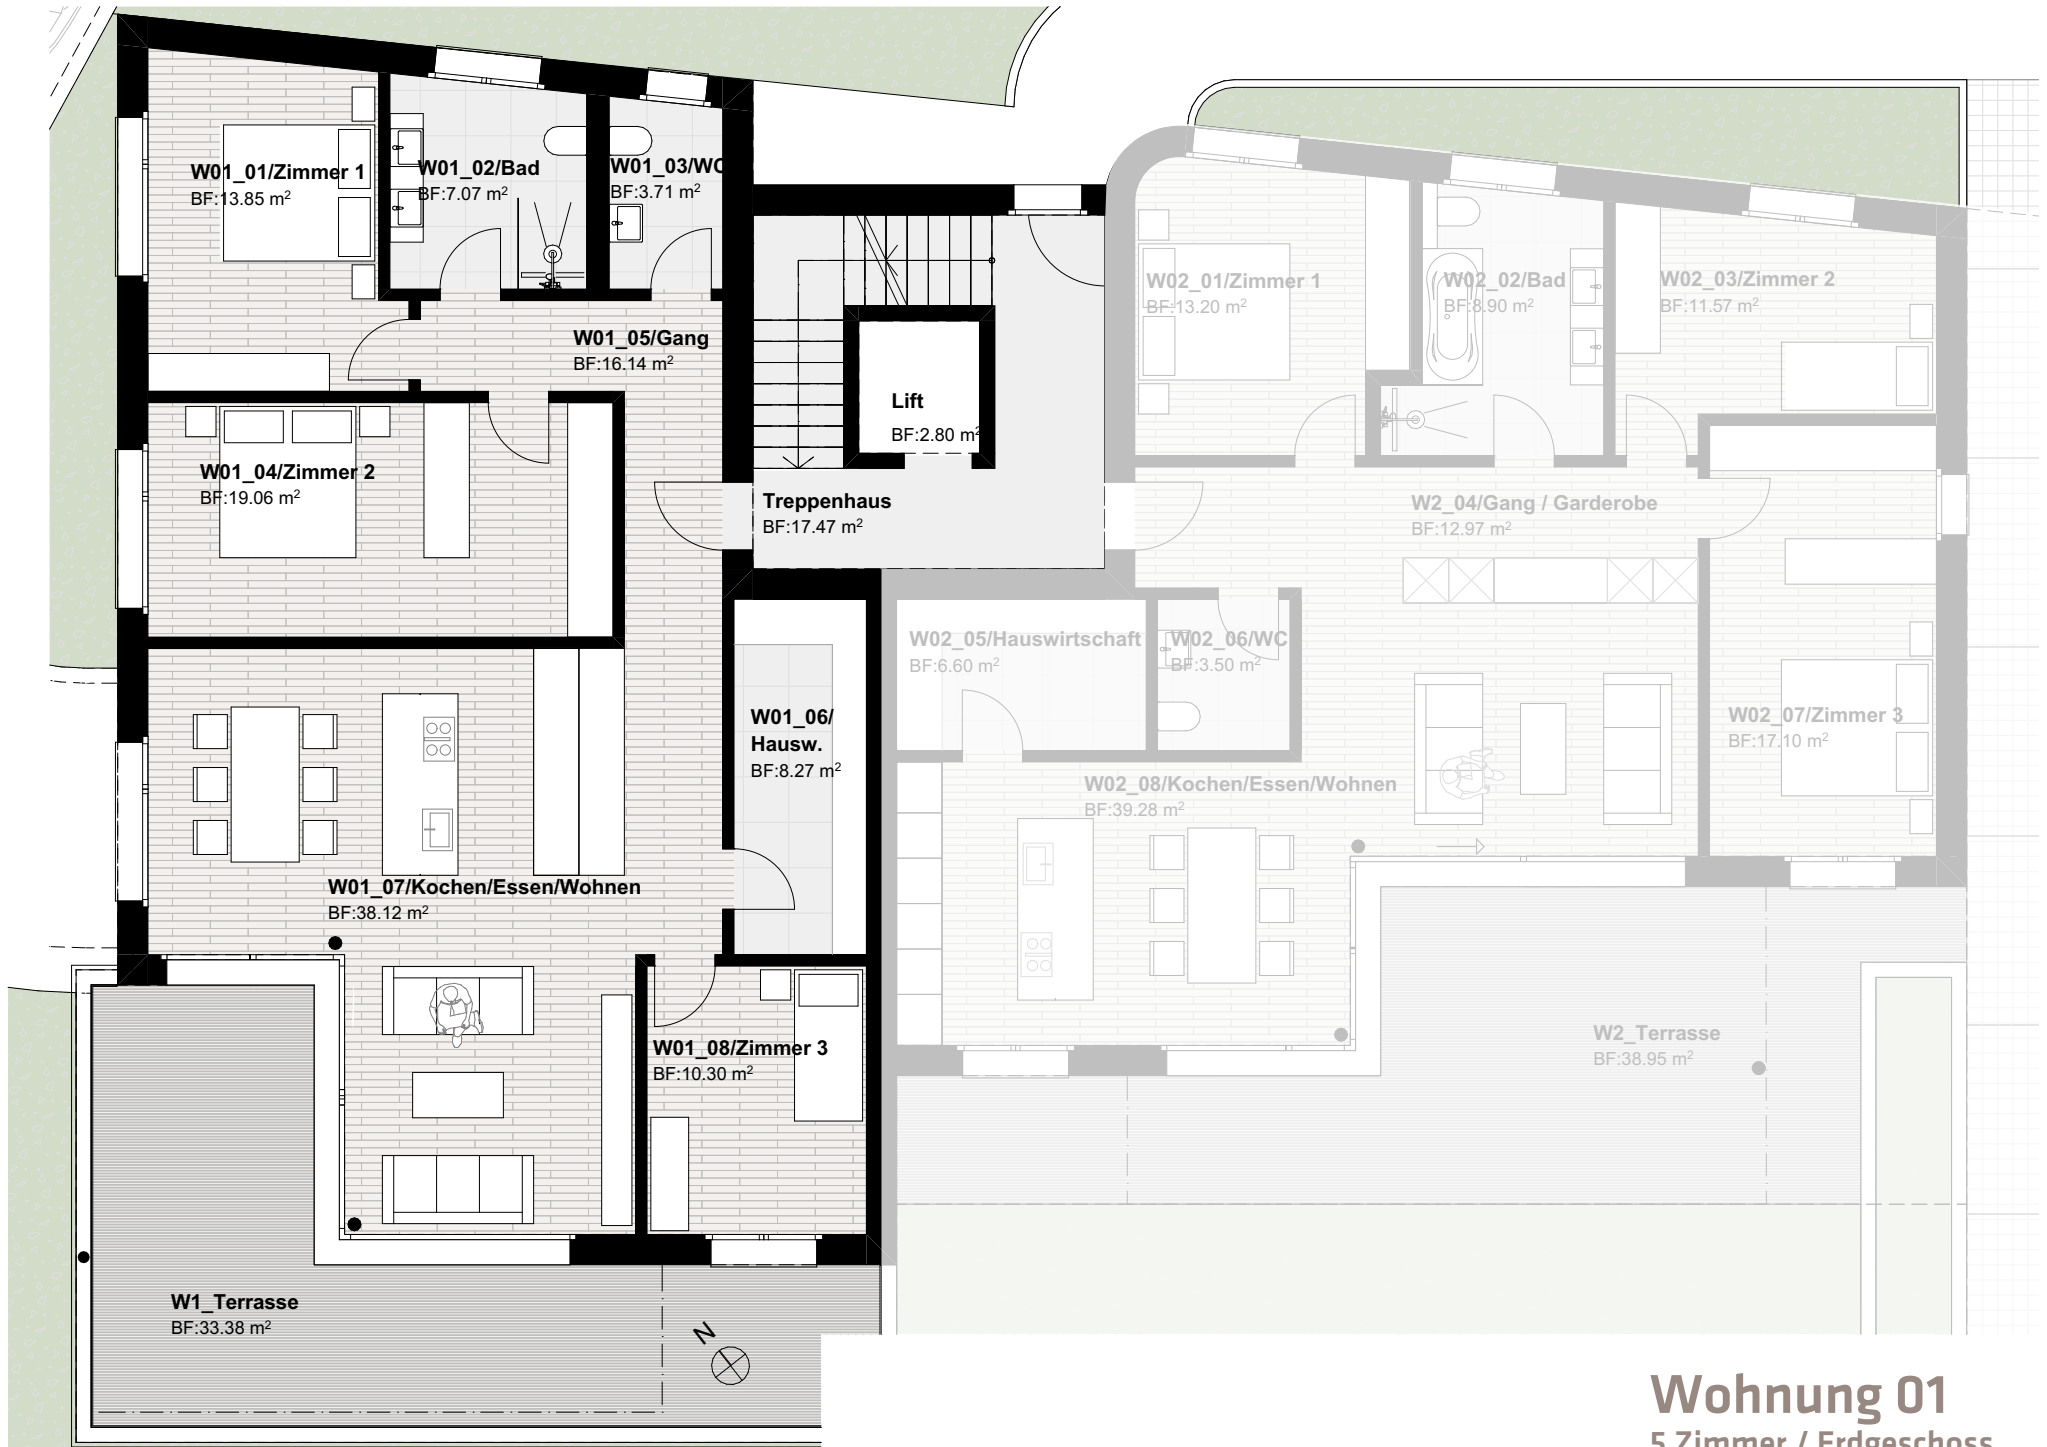 W01_01/Zimmer 1
BF:13.85 m²
W01_02/Bad
BF:7.07 m²
W01_03/WC
BF:3.71 m²
W01_05/Gang
BF:16.14 m²
W01_04/Zimmer 2
BF:19.06 m²
Lift
BF:2.80 m²
Treppenhaus
BF:17.47 m²
W01_06/
Hausw.
BF:8.27 m²
W01_07/Kochen/Essen/Wohnen
BF:38.12 m²
W01_08/Zimmer 3
BF:10.30 m²
W1_Terrasse
BF:33.38 m²
N
W02_01/Zimmer 1
BF:13.20 m²
W02_02/Bad
BF:8.90 m²
W02_03/Zimmer 2
BF:11.57 m²
W2_04/Gang / Garderobe
BF:12.97 m²
W02_05/Hauswirtschaft
BF:6.60 m²
W02_06/WC
BF:3.50 m²
W02_07/Zimmer 3
BF:17.10 m²
W02_08/Kochen/Essen/Wohnen
BF:39.28 m²
W2_Terrasse
BF:38.95 m²
Wohnung 01
5 Zimmer / Erdgeschoss